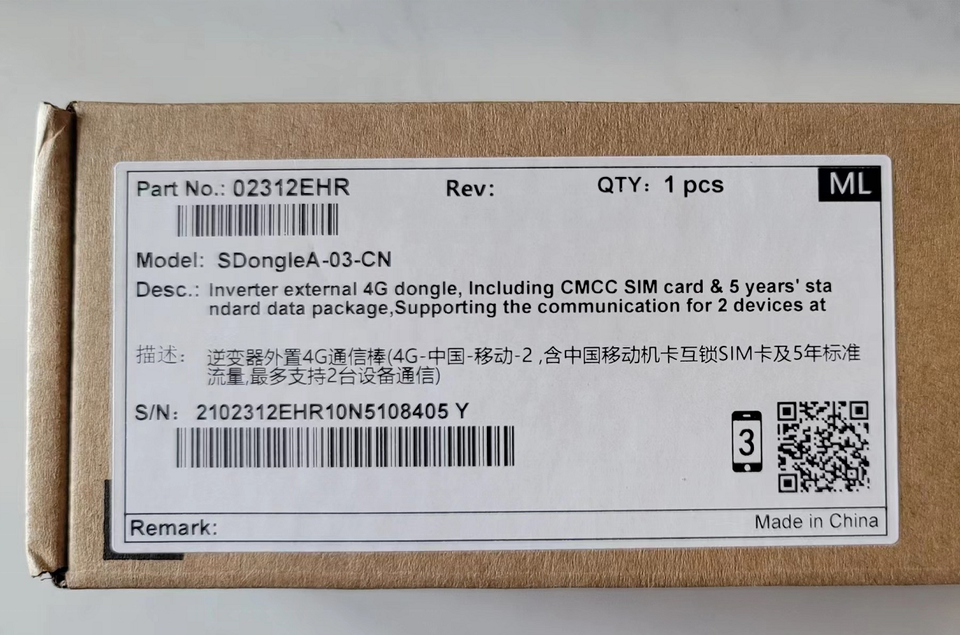 Part No.: 02312EHR Rev: QTY: 1 pcs ML
Model: SDongleA-03-CN
Desc.: Inverter external 4G dongle, Including CMCC SIM card & 5 years' sta
ndard data package,Supporting the communication for 2 devices at
描述: 逆变器外置4G通信棒(4G-中国-移动-2 ,含中国移动机卡互锁SIM卡及5年标准
流量,最多支持2台设备通信)
S/N: 2102312EHR10N5108405 Y
3
Remark: Made in China